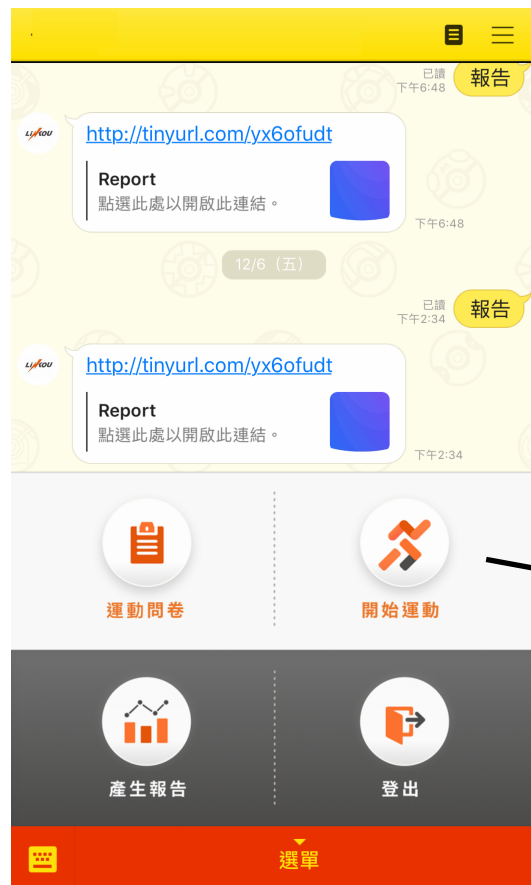 已讀
下午6:48
報告
LINKOU
http://tinyurl.com/yx6ofudt
Report
點選此處以開啟此連結。
下午6:48
12/6（五）
已讀
下午2:34
報告
LINKOU
http://tinyurl.com/yx6ofudt
Report
點選此處以開啟此連結。
下午2:34
運動問卷
開始運動
產生報告
登出
選單